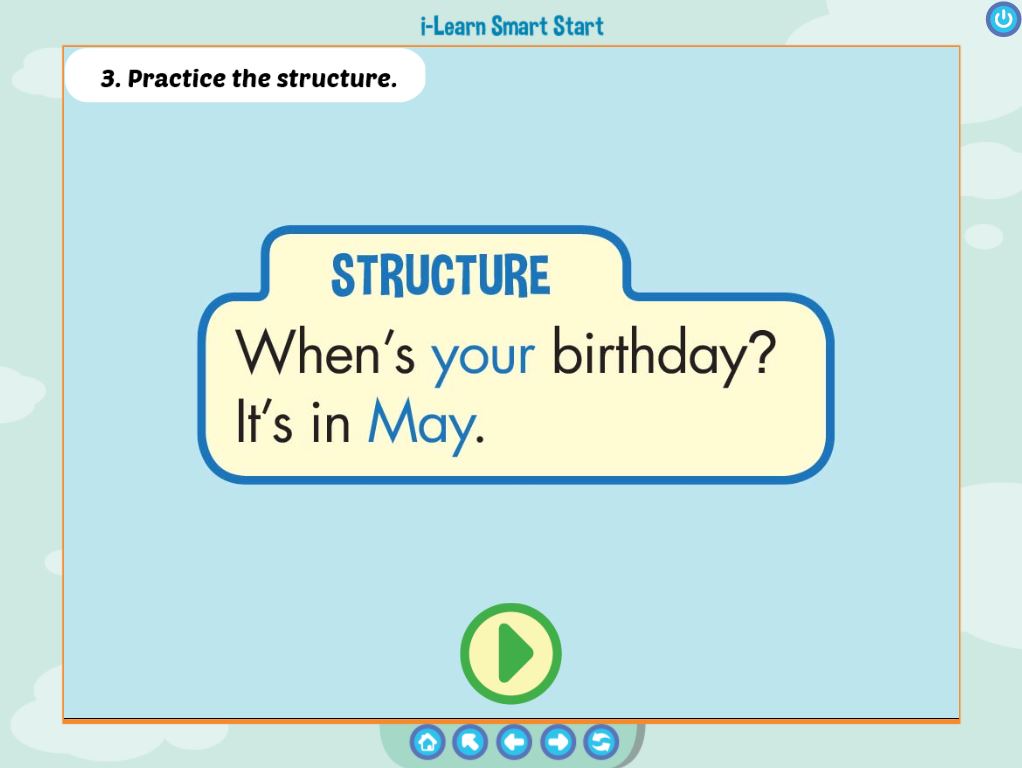 i-Learn Smart Start
3. Practice the structure.
STRUCTURE
When's your birthday?
It's in May.